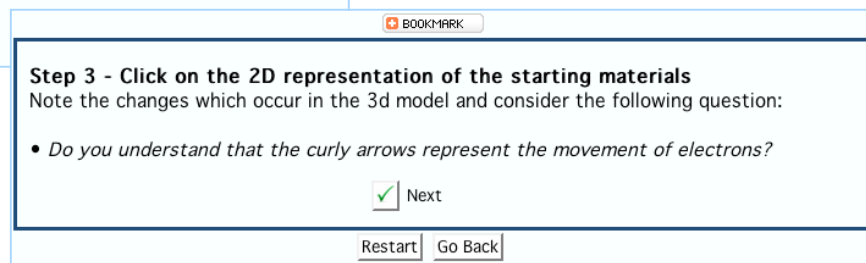 BOOKMARK
Step 3 - Click on the 2D representation of the starting materials
Note the changes which occur in the 3d model and consider the following question:
• Do you understand that the curly arrows represent the movement of electrons?
Next
Restart Go Back